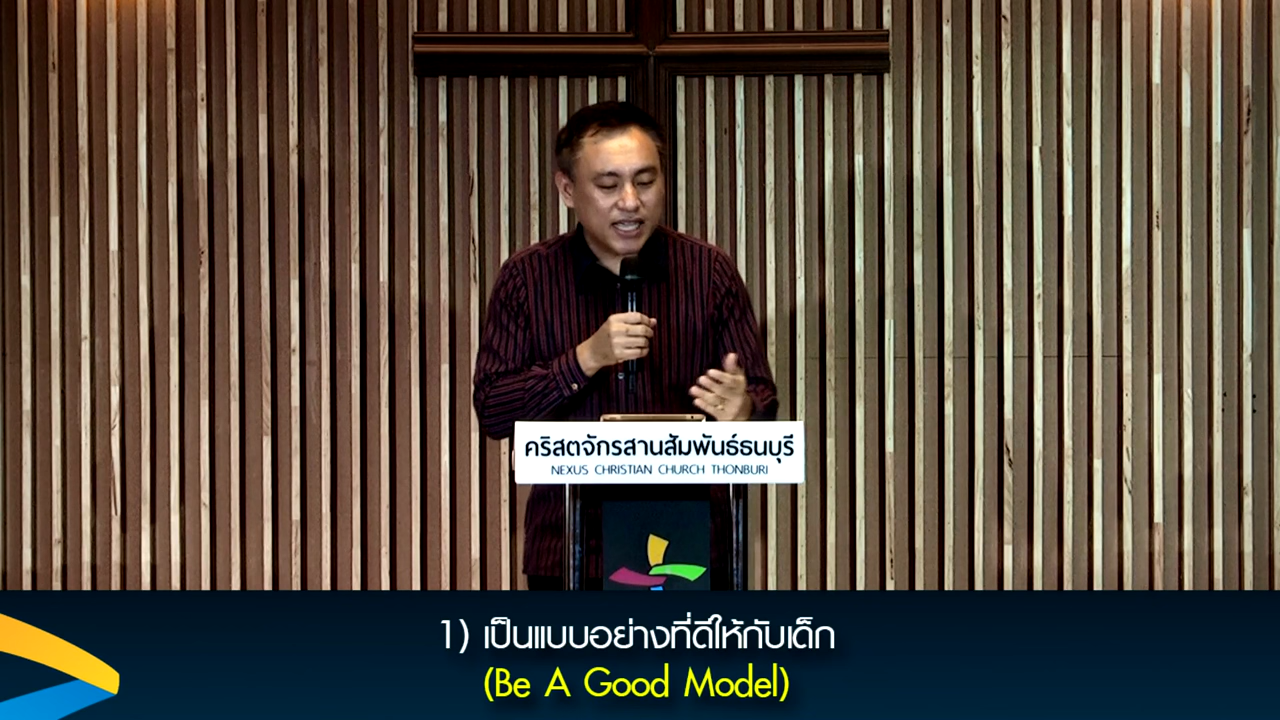 คริสตจักรสานสัมพันธ์ธนบุรี
NEXUS CHRISTIAN CHURCH THONBURI
1) เป็นแบบอย่างที่ดีให้กับเด็ก
(Be A Good Model)